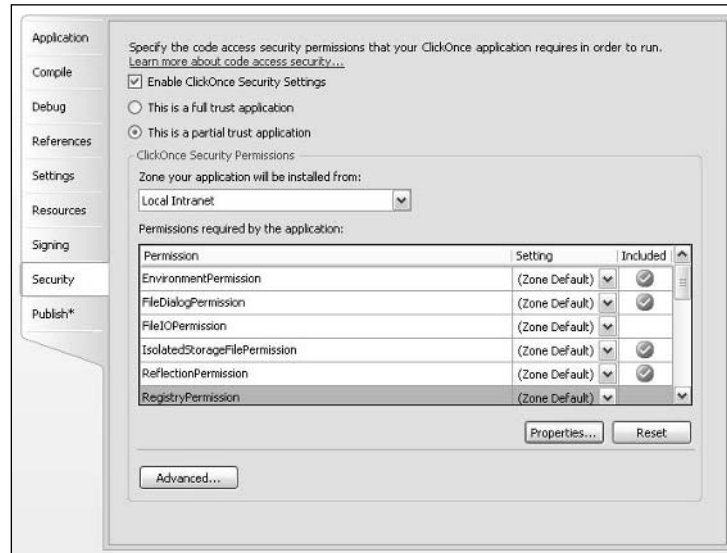 Application
Compile
Debug
References
Settings
Resources
Signing
Security
Publish*
Specify the code access security permissions that your ClickOnce application requires in order to run.
Learn more about code access security...
Enable ClickOnce Security Settings
This is a full trust application
This is a partial trust application
ClickOnce Security Permissions
Zone your application will be installed from:
Local Intranet
Permissions required by the application:
Permission Setting Included
EnvironmentPermission (Zone Default)
FileDialogPermission (Zone Default)
FileIOPermission (Zone Default)
IsolatedStorageFilePermission (Zone Default)
ReflectionPermission (Zone Default)
RegistryPermission (Zone Default)
Properties... Reset
Advanced...